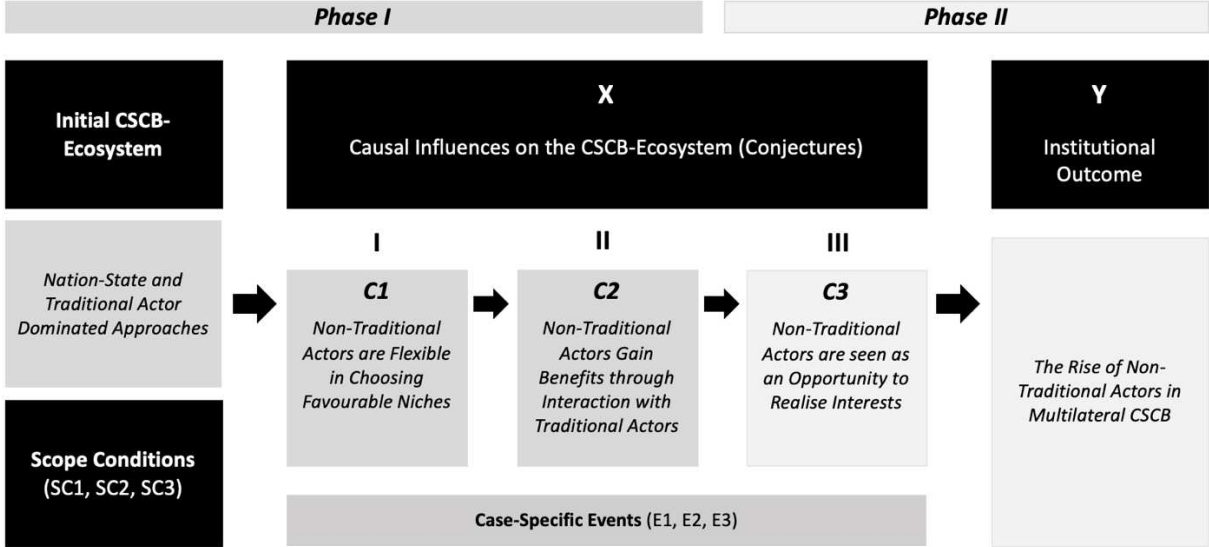 Phase I
Phase II
Initial CSCB-
Ecosystem
X
Causal Influences on the CSCB-Ecosystem (Conjectures)
Y
Institutional
Outcome
Nation-State and
Traditional Actor
Dominated Approaches
I
C1
Non-Traditional
Actors are Flexible
in Choosing
Favourable Niches
II
C2
Non-Traditional
Actors Gain
Benefits through
Interaction with
Traditional Actors
III
C3
Non-Traditional
Actors are seen as
an Opportunity to
Realise Interests
The Rise of Non-
Traditional Actors in
Multilateral CSCB
Scope Conditions
(SC1, SC2, SC3)
Case-Specific Events (E1, E2, E3)